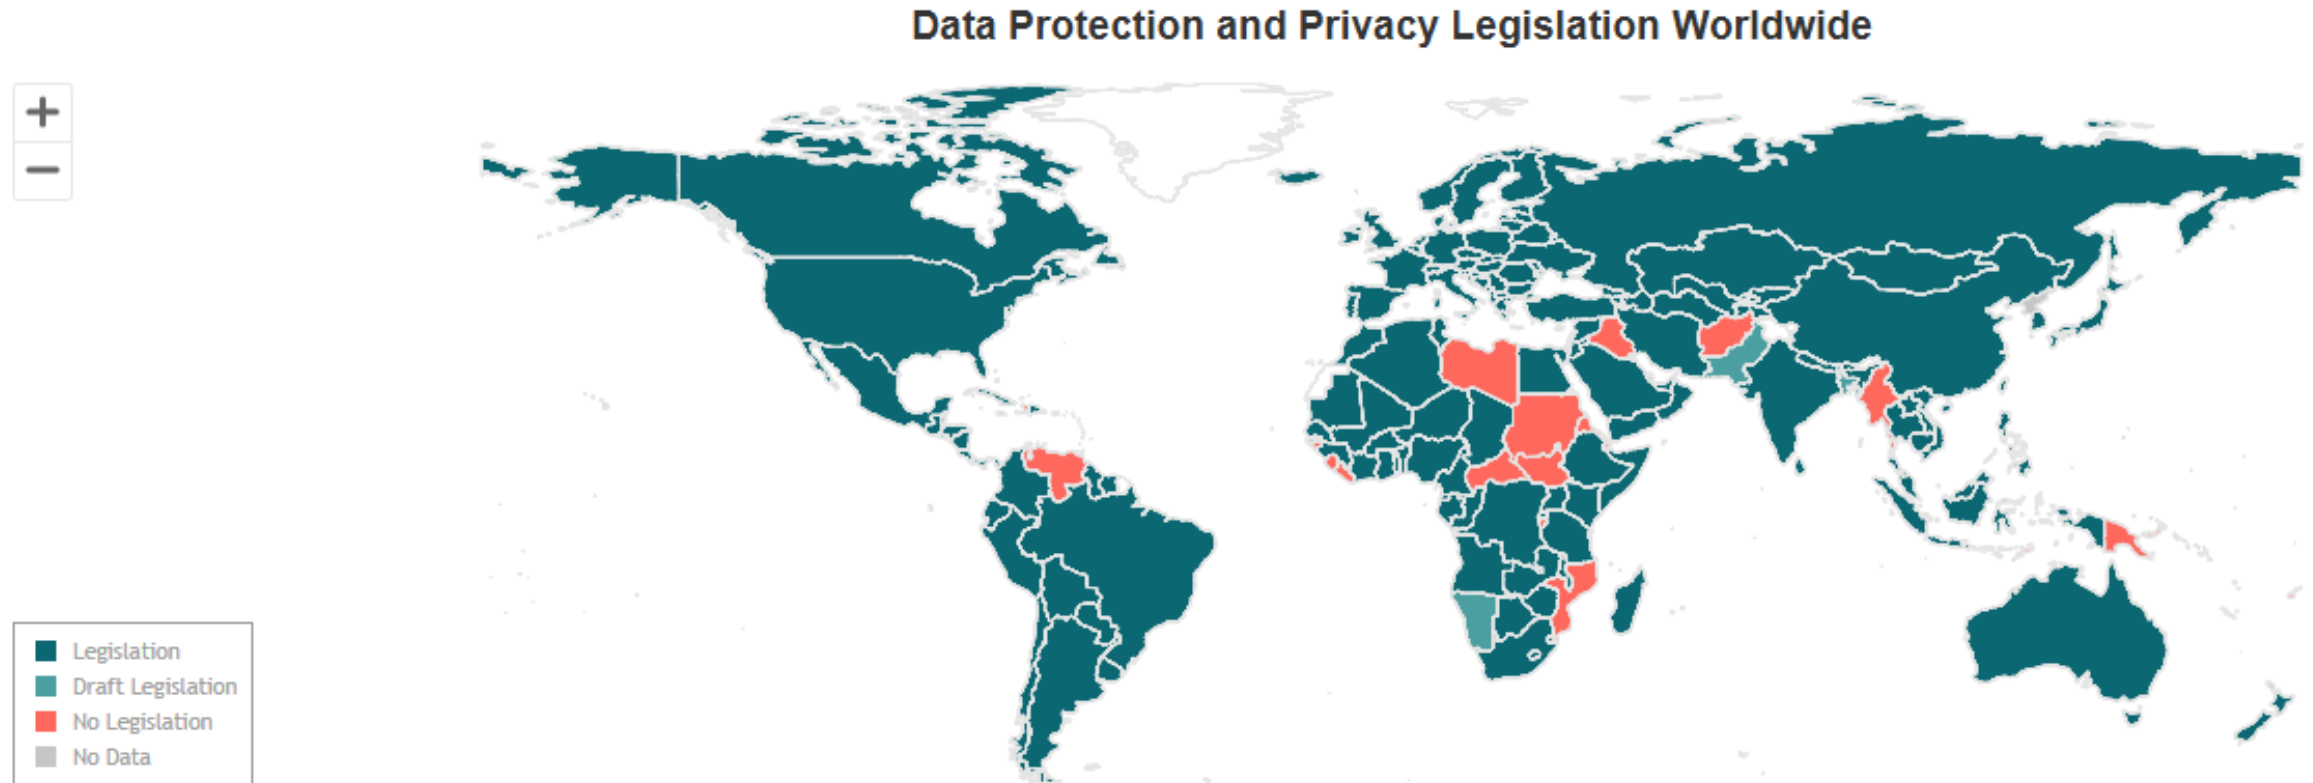 Data Protection and Privacy Legislation Worldwide
+
−
Legislation
Draft Legislation
No Legislation
No Data